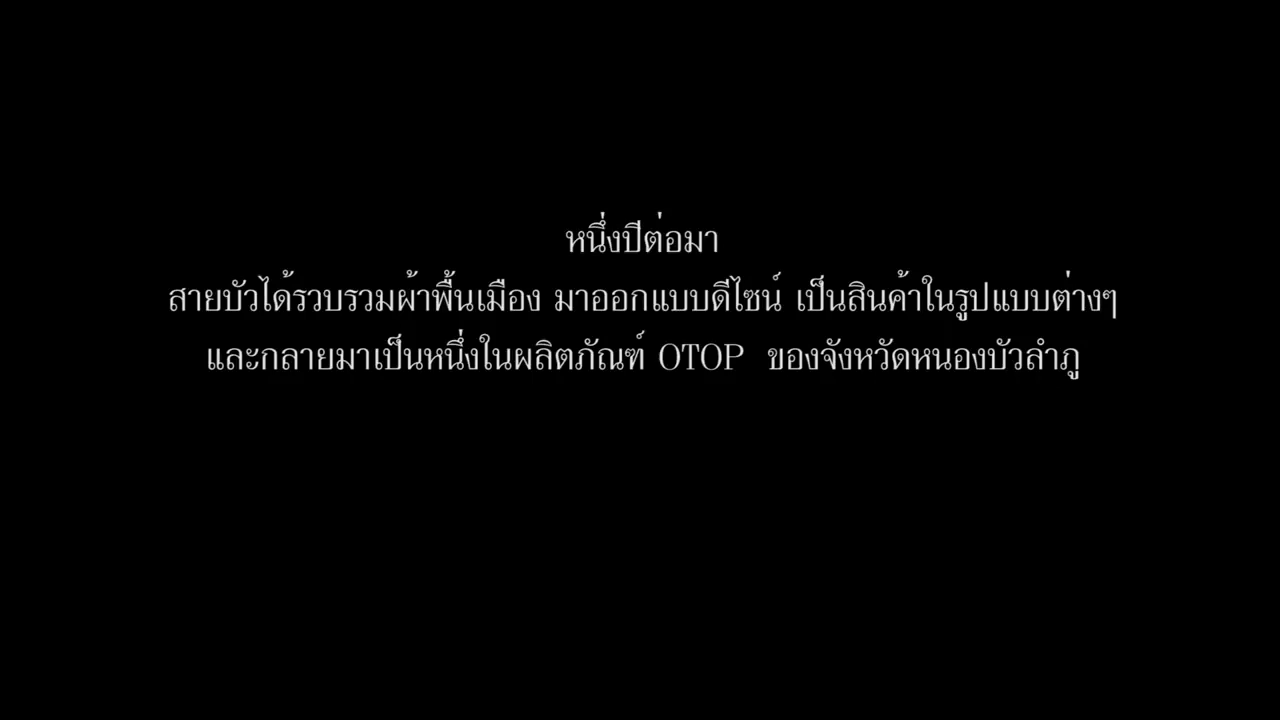 หนึ่งปีต่อมา
สายบัวได้รวบรวมผ้าพื้นเมือง มาออกแบบดีไซน์ เป็นสินค้าในรูปแบบต่างๆ
และกลายมาเป็นหนึ่งในผลิตภัณฑ์ OTOP ของจังหวัดหนองบัวลำภู